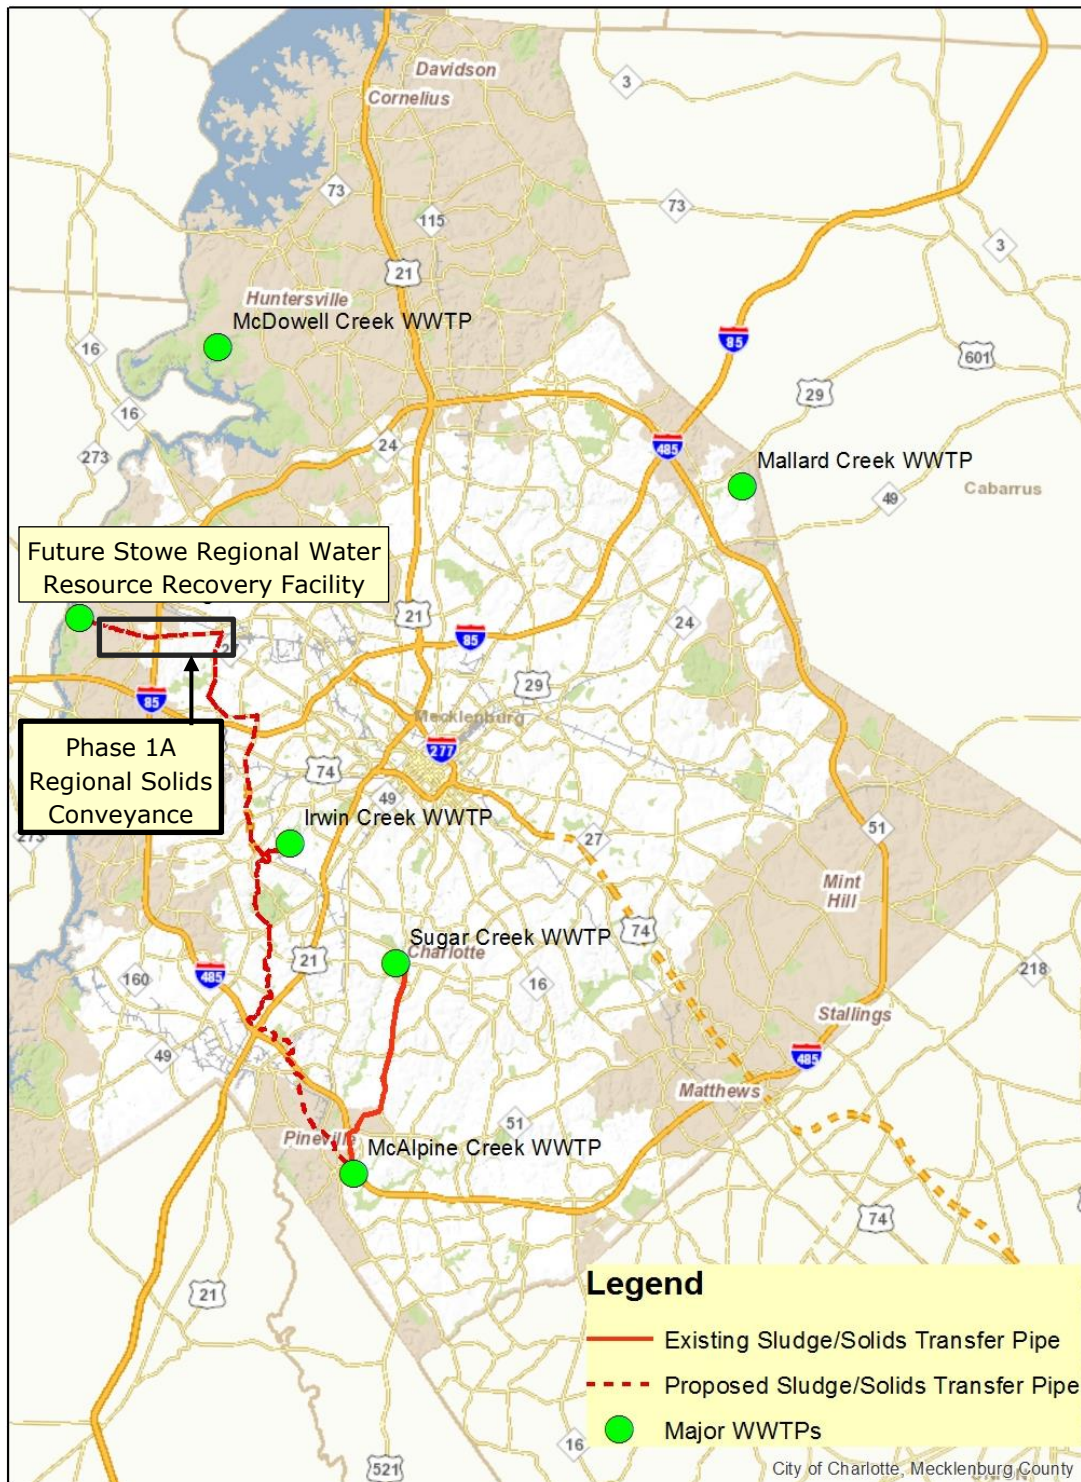 Davidson
Cornelius
3
73
115
73
3
21
Huntersville
McDowell Creek WWTP
16
85
601
29
16
24
485
273
Mallard Creek WWTP
49
Cabarrus
Future Stowe Regional Water
Resource Recovery Facility
21
24
85
29
85
Mecklenburg
277
Phase 1A
Regional Solids
Conveyance
74
49
Irwin Creek WWTP
51
27
273
Mint
Hill
74
Sugar Creek WWTP
Charlotte
21
485
160
16
218
Stallings
49
485
Matthews
51
Pineville
McAlpine Creek WWTP
74
21
Legend
Existing Sludge/Solids Transfer Pipe
Proposed Sludge/Solids Transfer Pipe
Major WWTPs
16
521
City of Charlotte, Mecklenburg County